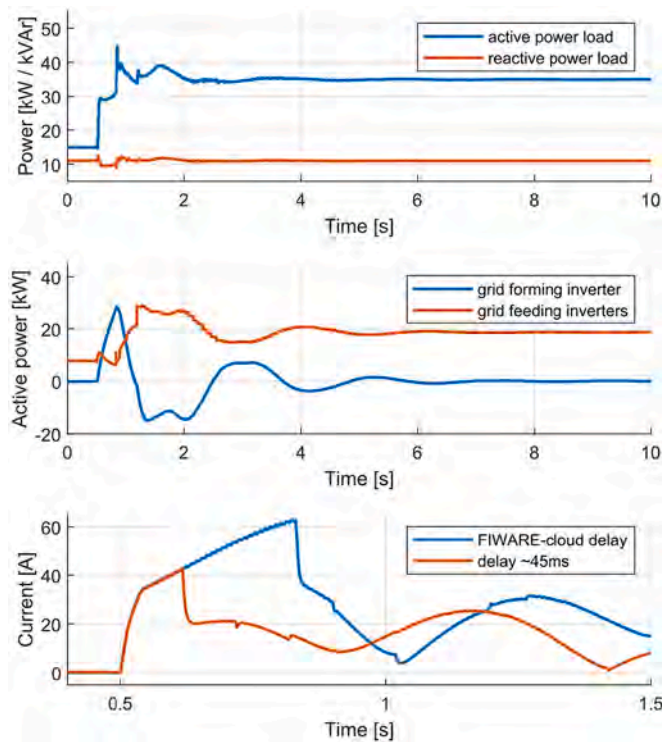 Power [kW / kVAr]
50
40
30
20
10
active power load
reactive power load
0 2 4 6 8 10
Time [s]
Active power [kW]
40
20
0
-20
grid forming inverter
grid feeding inverters
0 2 4 6 8 10
Time [s]
Current [A]
60
40
20
0
FIWARE-cloud delay
delay ~45ms
0.5 1 1.5
Time [s]